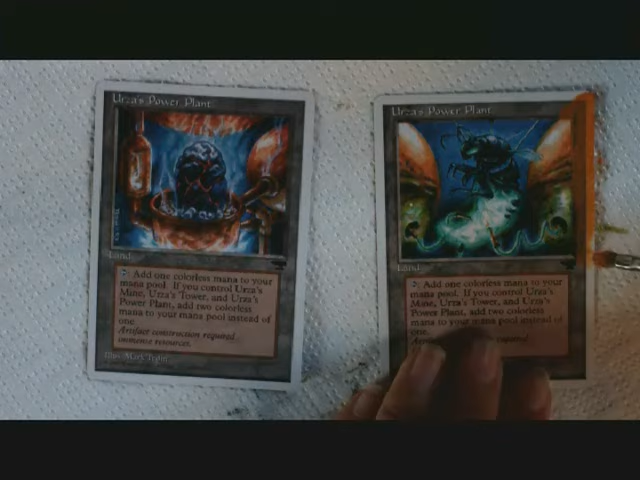 Urza's Power Plant
Land
Add one colorless mana to your
mana pool. If you control Urza's
Mine, Urza's Tower, and Urza's
Power Plant, add two colorless
mana to your mana pool instead of
one.
Artifact construction required
immense resources.
Illus. Mark Tedin
Urza's Power Plant
Land
Add one colorless mana to your
mana pool. If you control Urza's
Mine, Urza's Tower, and Urza's
Power Plant, add two colorless
mana to your mana pool instead of
one.
required